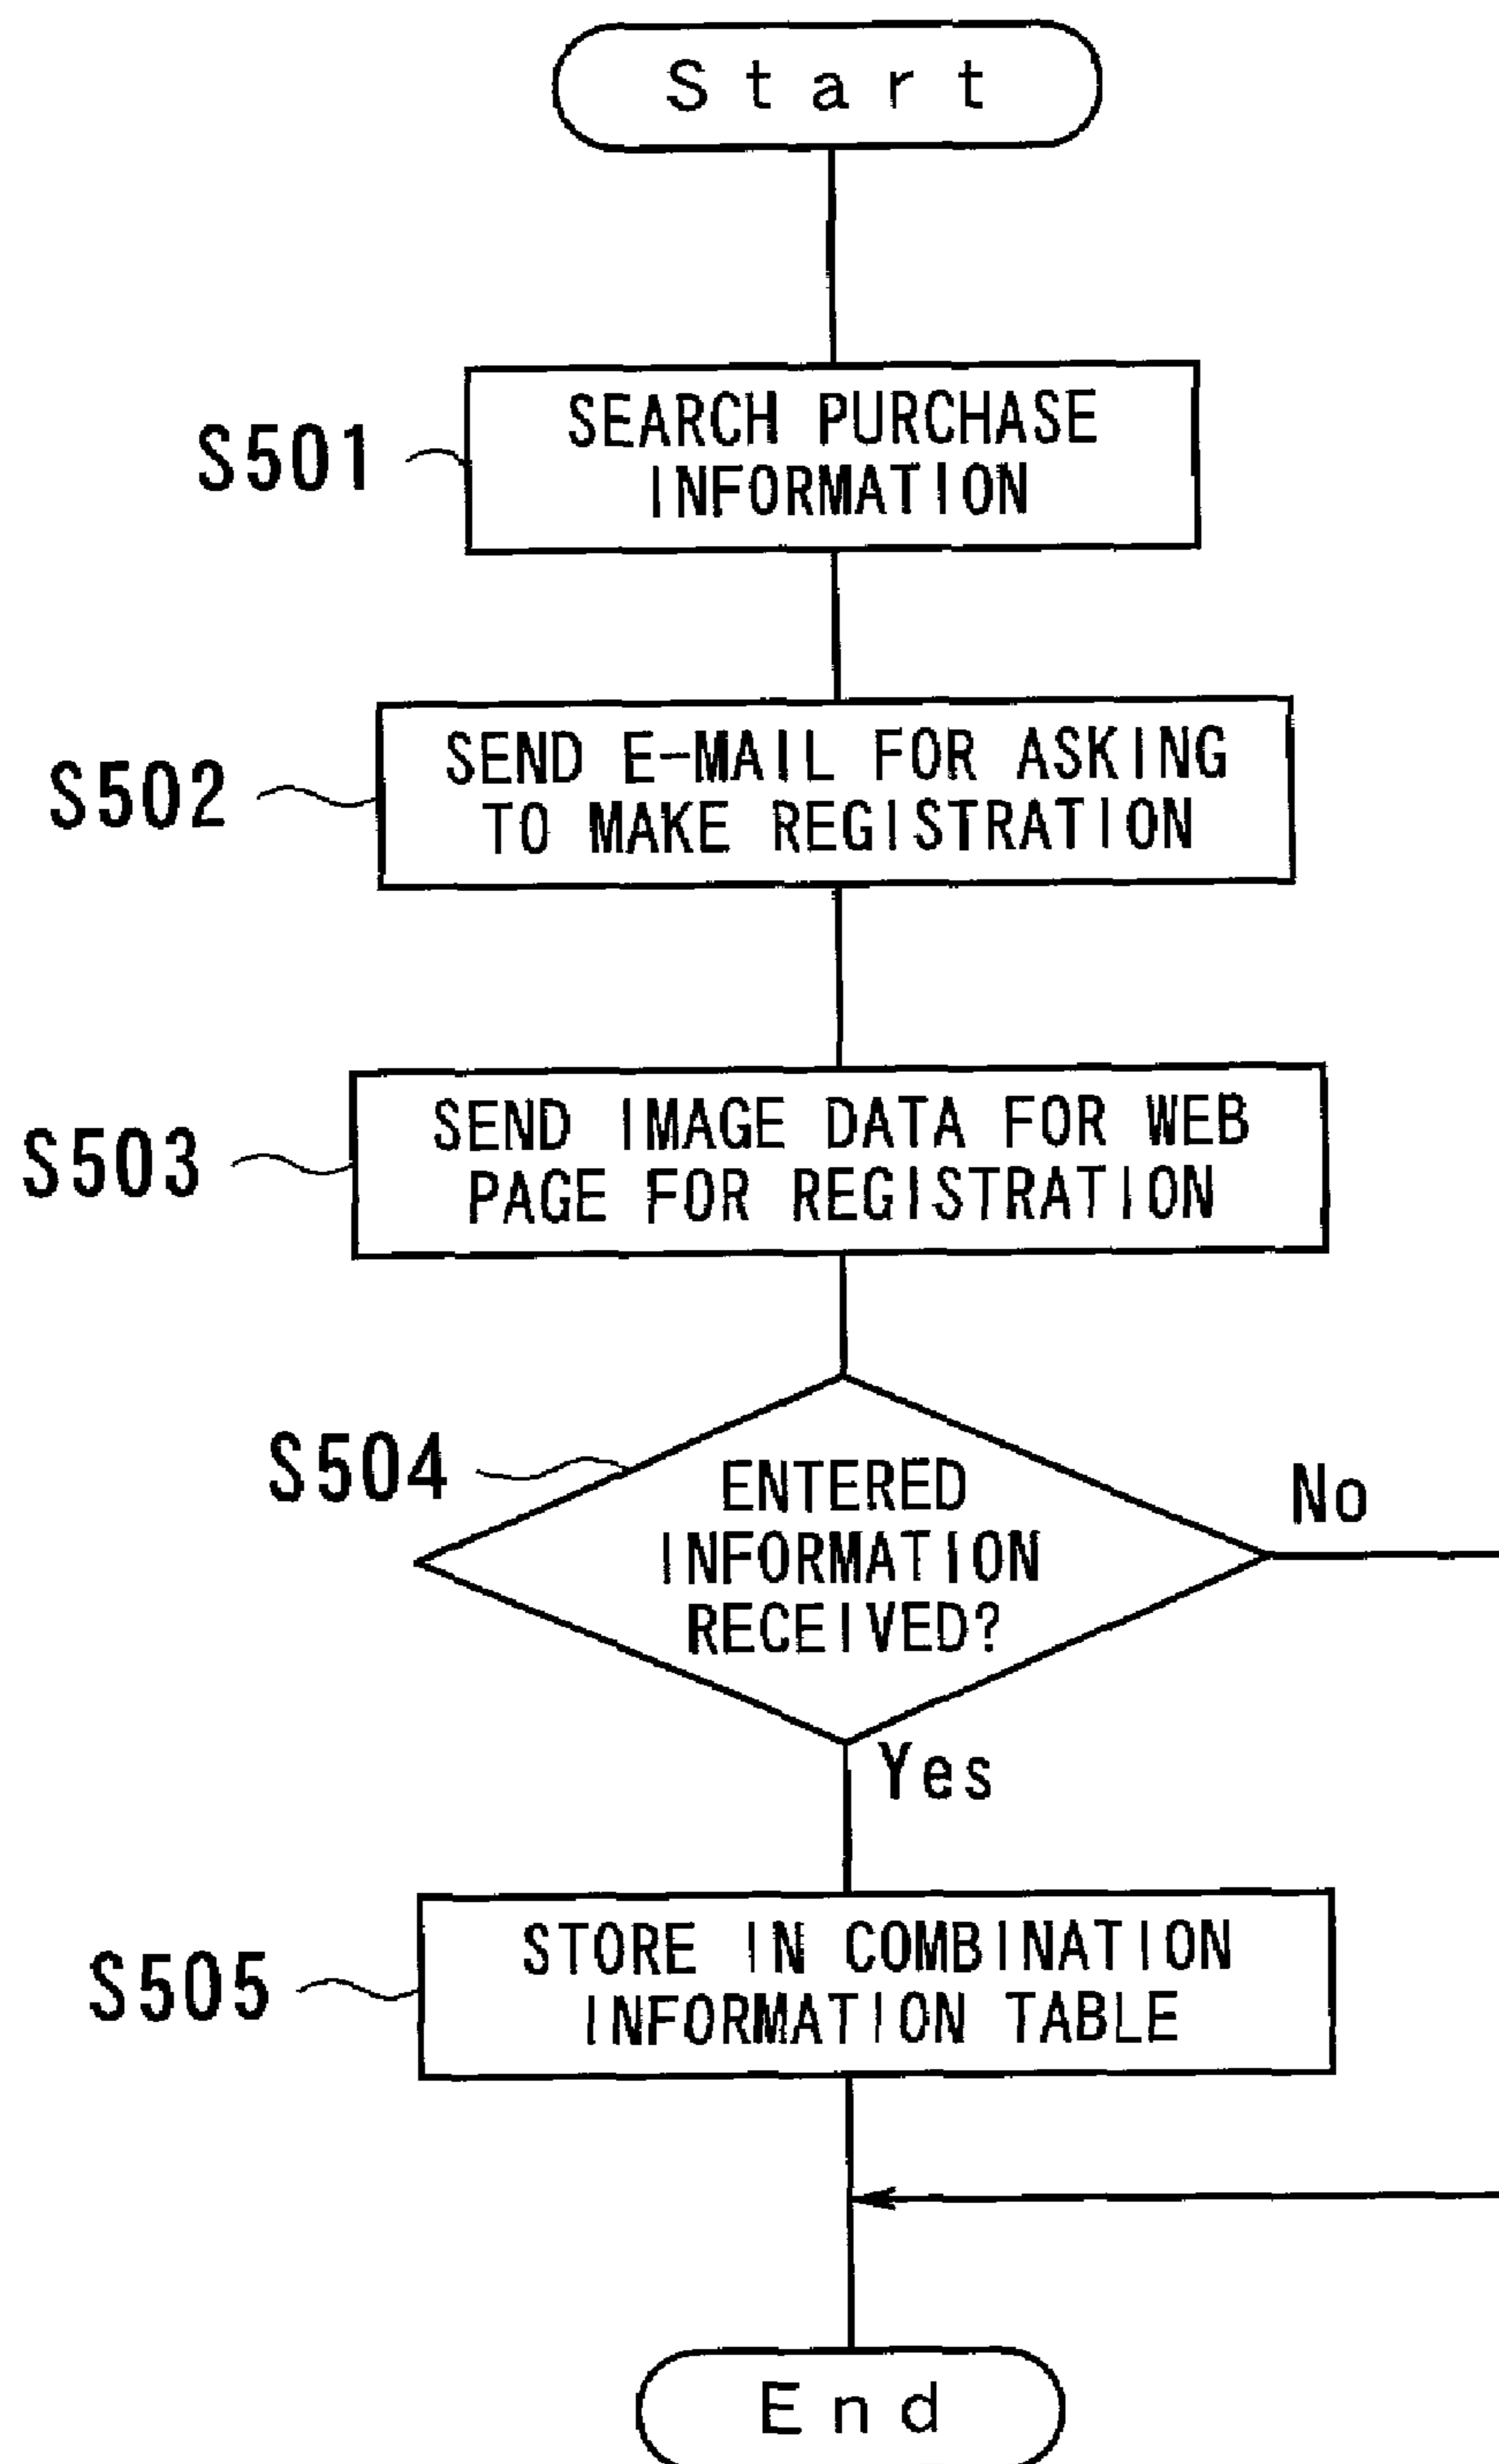 Start
S501
SEARCH PURCHASE
INFORMATION
S502
SEND E-MAIL FOR ASKING
TO MAKE REGISTRATION
S503
SEND IMAGE DATA FOR WEB
PAGE FOR REGISTRATION
S504
ENTERED
INFORMATION
RECEIVED?
No
Yes
S505
STORE IN COMBINATION
INFORMATION TABLE
End